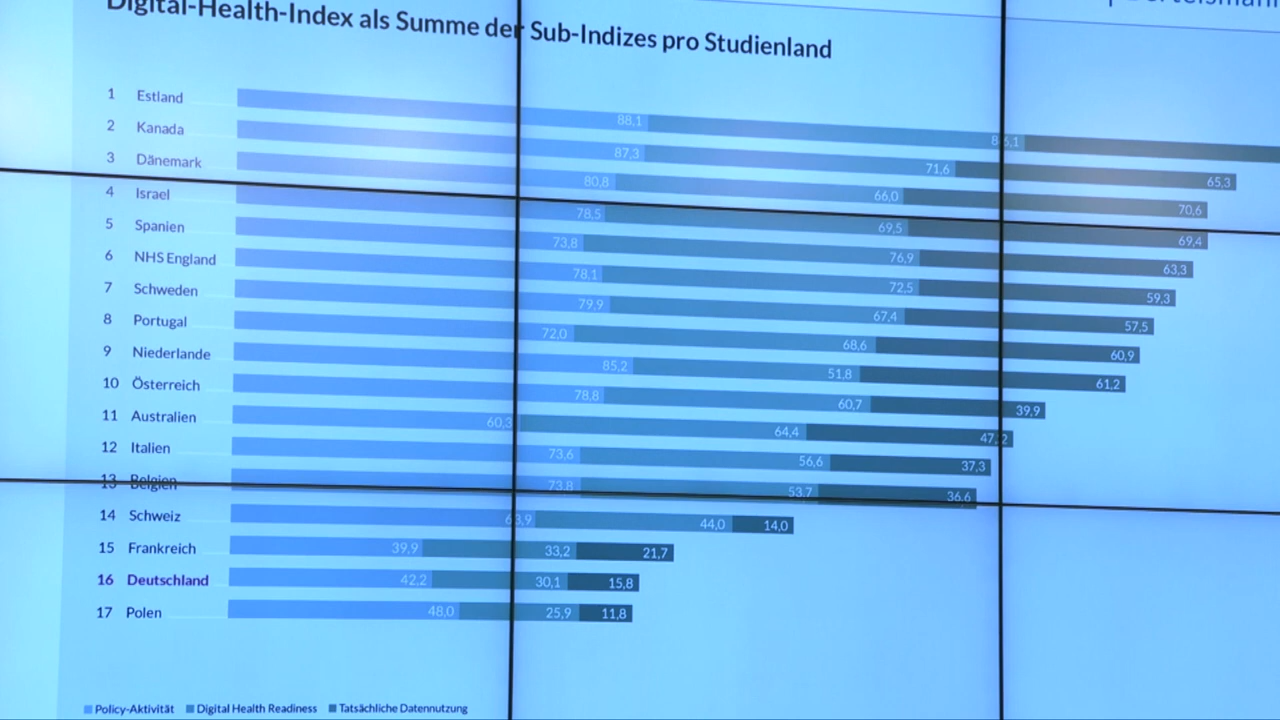 Digital-Health-Index als Summe der Sub-Indizes pro Studienland
1 Estland 88,1 86,1
2 Kanada 87,3 71,6 65,3
3 Dänemark 80,8 66,0 70,6
4 Israel 78,5 69,5 69,4
5 Spanien 73,8 76,9 63,3
6 NHS England 78,1 72,5 59,3
7 Schweden 79,9 67,4 57,5
8 Portugal 72,0 68,6 60,9
9 Niederlande 85,2 51,8 61,2
10 Österreich 78,8 60,7 39,9
11 Australien 60,3 64,4 47,2
12 Italien 73,6 56,6 37,3
13 Belgien 73,8 53,7 36,6
14 Schweiz 63,9 44,0 14,0
15 Frankreich 39,9 33,2 21,7
16 Deutschland 42,2 30,1 15,8
17 Polen 48,0 25,9 11,8
Policy-Aktivität Digital Health Readiness Tatsächliche Datennutzung